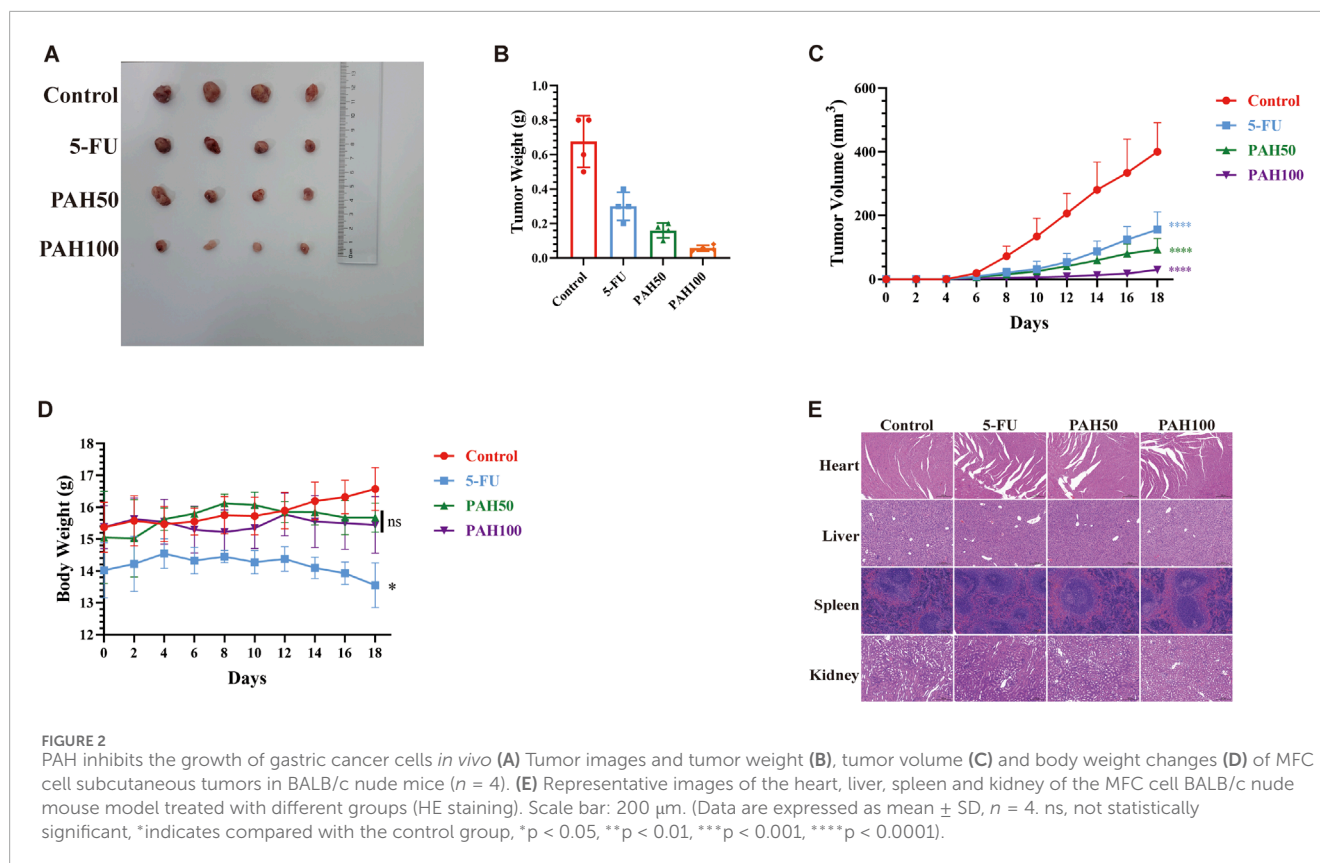 A
Control
5-FU
PAH50
PAH100
B
Tumor Weight (g)
1.0
0.8
0.6
0.4
0.2
0.0
Control
5-FU
PAH50
PAH100
C
Tumor Volume (mm³)
600
400
200
0
0 2 4 6 8 10 12 14 16 18
Days
Control
5-FU
PAH50
PAH100
****
****
****
D
Body Weight (g)
18
17
16
15
14
13
12
0 2 4 6 8 10 12 14 16 18
Days
Control
5-FU
PAH50
PAH100
ns
*
E
Control 5-FU PAH50 PAH100
Heart
Liver
Spleen
Kidney
FIGURE 2
PAH inhibits the growth of gastric cancer cells in vivo (A) Tumor images and tumor weight (B), tumor volume (C) and body weight changes (D) of MFC
cell subcutaneous tumors in BALB/c nude mice (n = 4). (E) Representative images of the heart, liver, spleen and kidney of the MFC cell BALB/c nude
mouse model treated with different groups (HE staining). Scale bar: 200 μm. (Data are expressed as mean ± SD, n = 4. ns, not statistically
significant, *indicates compared with the control group, *p < 0.05, **p < 0.01, ***p < 0.001, ****p < 0.0001).